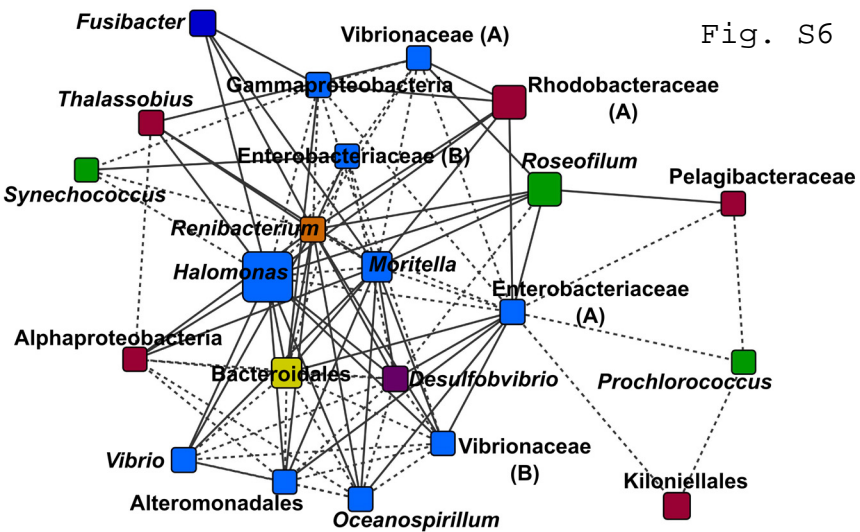 Fusibacter
Vibrionaceae (A)
Fig. S6
Gammaproteobacteria
Thalassobius
Rhodobacteraceae
(A)
Enterobacteriaceae (B)
Roseofilum
Synechococcus
Pelagibacteraceae
Renibacterium
Halomonas
Moritella
Enterobacteriaceae
(A)
Alphaproteobacteria
Bacteroidales
Desulfobvibrio
Prochlorococcus
Vibrio
Vibrionaceae
(B)
Alteromonadales
Kiloniellales
Oceanospirillum